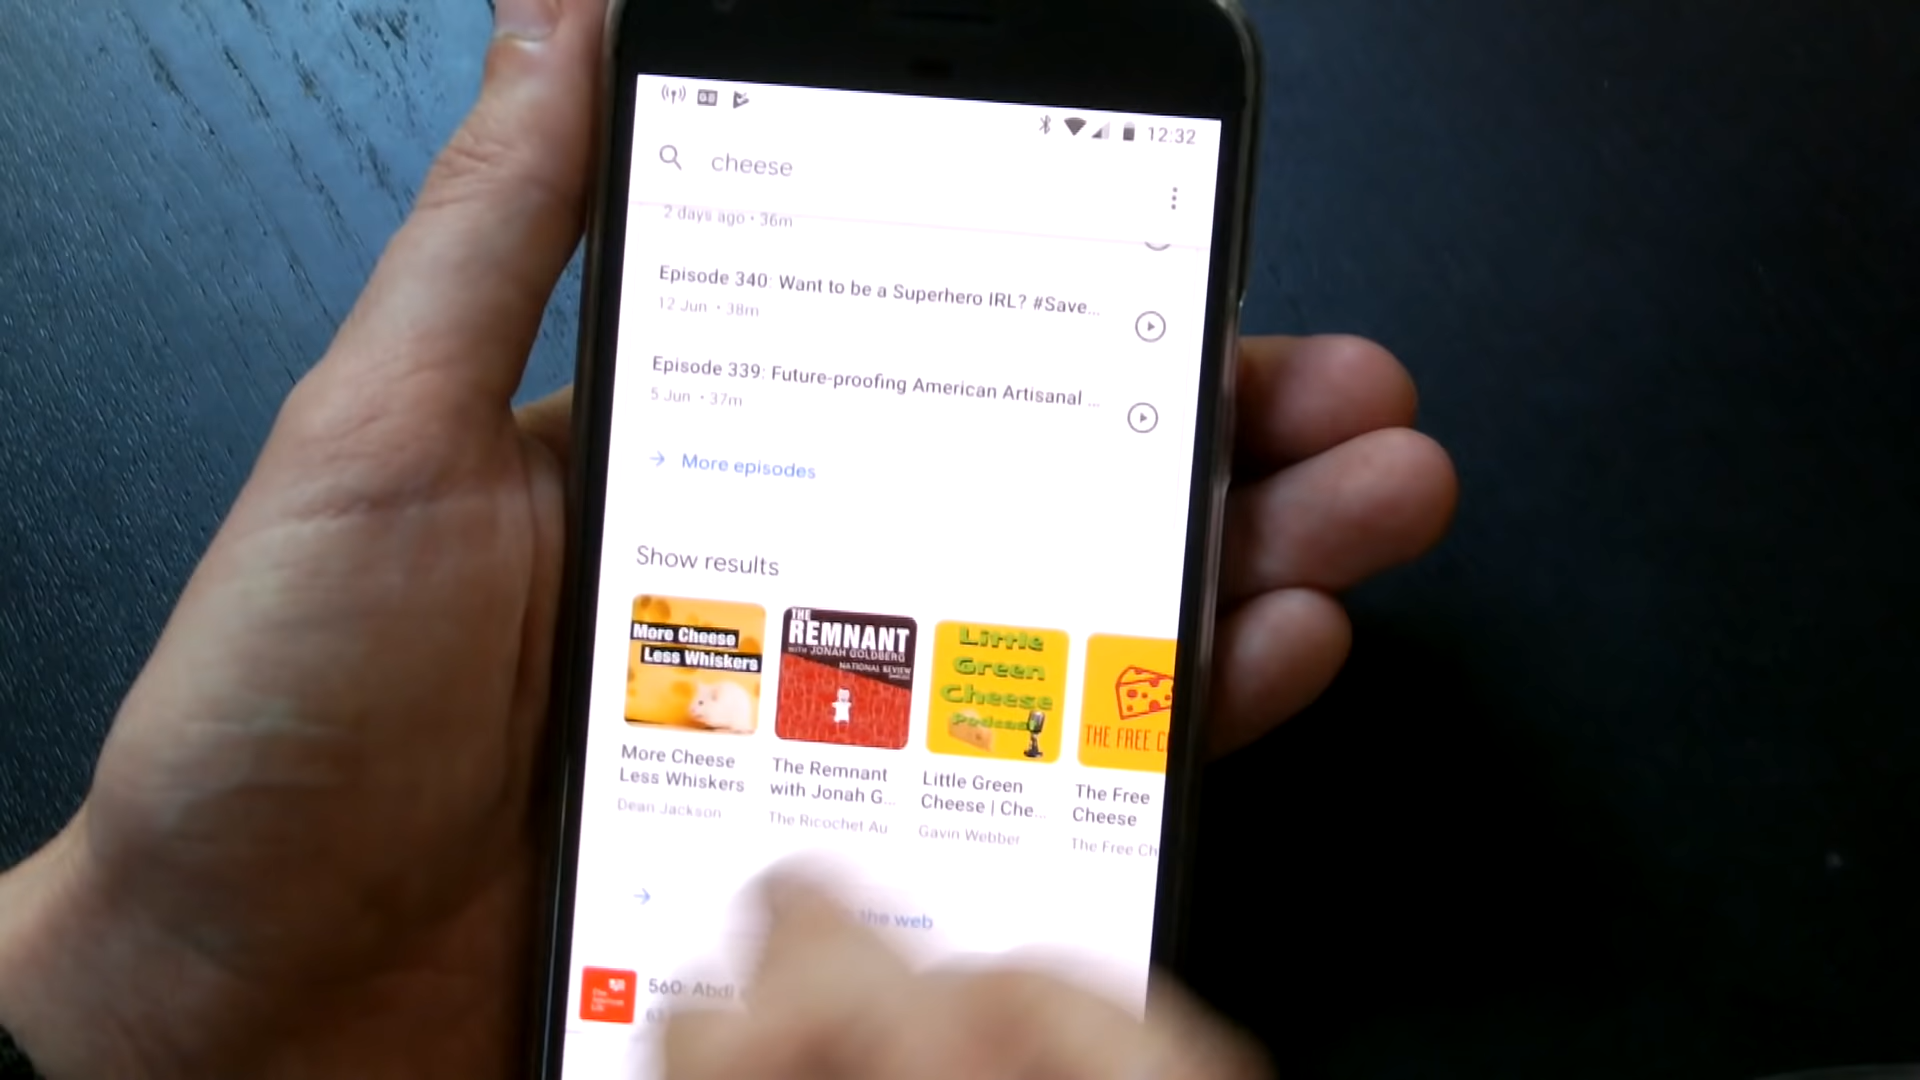 12:32
cheese
2 days ago • 36m
Episode 340: Want to be a Superhero IRL? #Save...
12 Jun • 38m
Episode 339: Future-proofing American Artisanal ...
5 Jun • 37m
More episodes
Show results
More Cheese
Less Whiskers
THE
REMNANT
WITH JONAH GOLDBERG
NATIONAL REVIEW
Little
Green
Cheese
Podcast
THE FREE C
More Cheese
Less Whiskers
Dean Jackson
The Remnant
with Jonah G...
The Ricochet Au
Little Green
Cheese | Che...
Gavin Webber
The Free
Cheese
The Free Ch
the web
560: Abdi